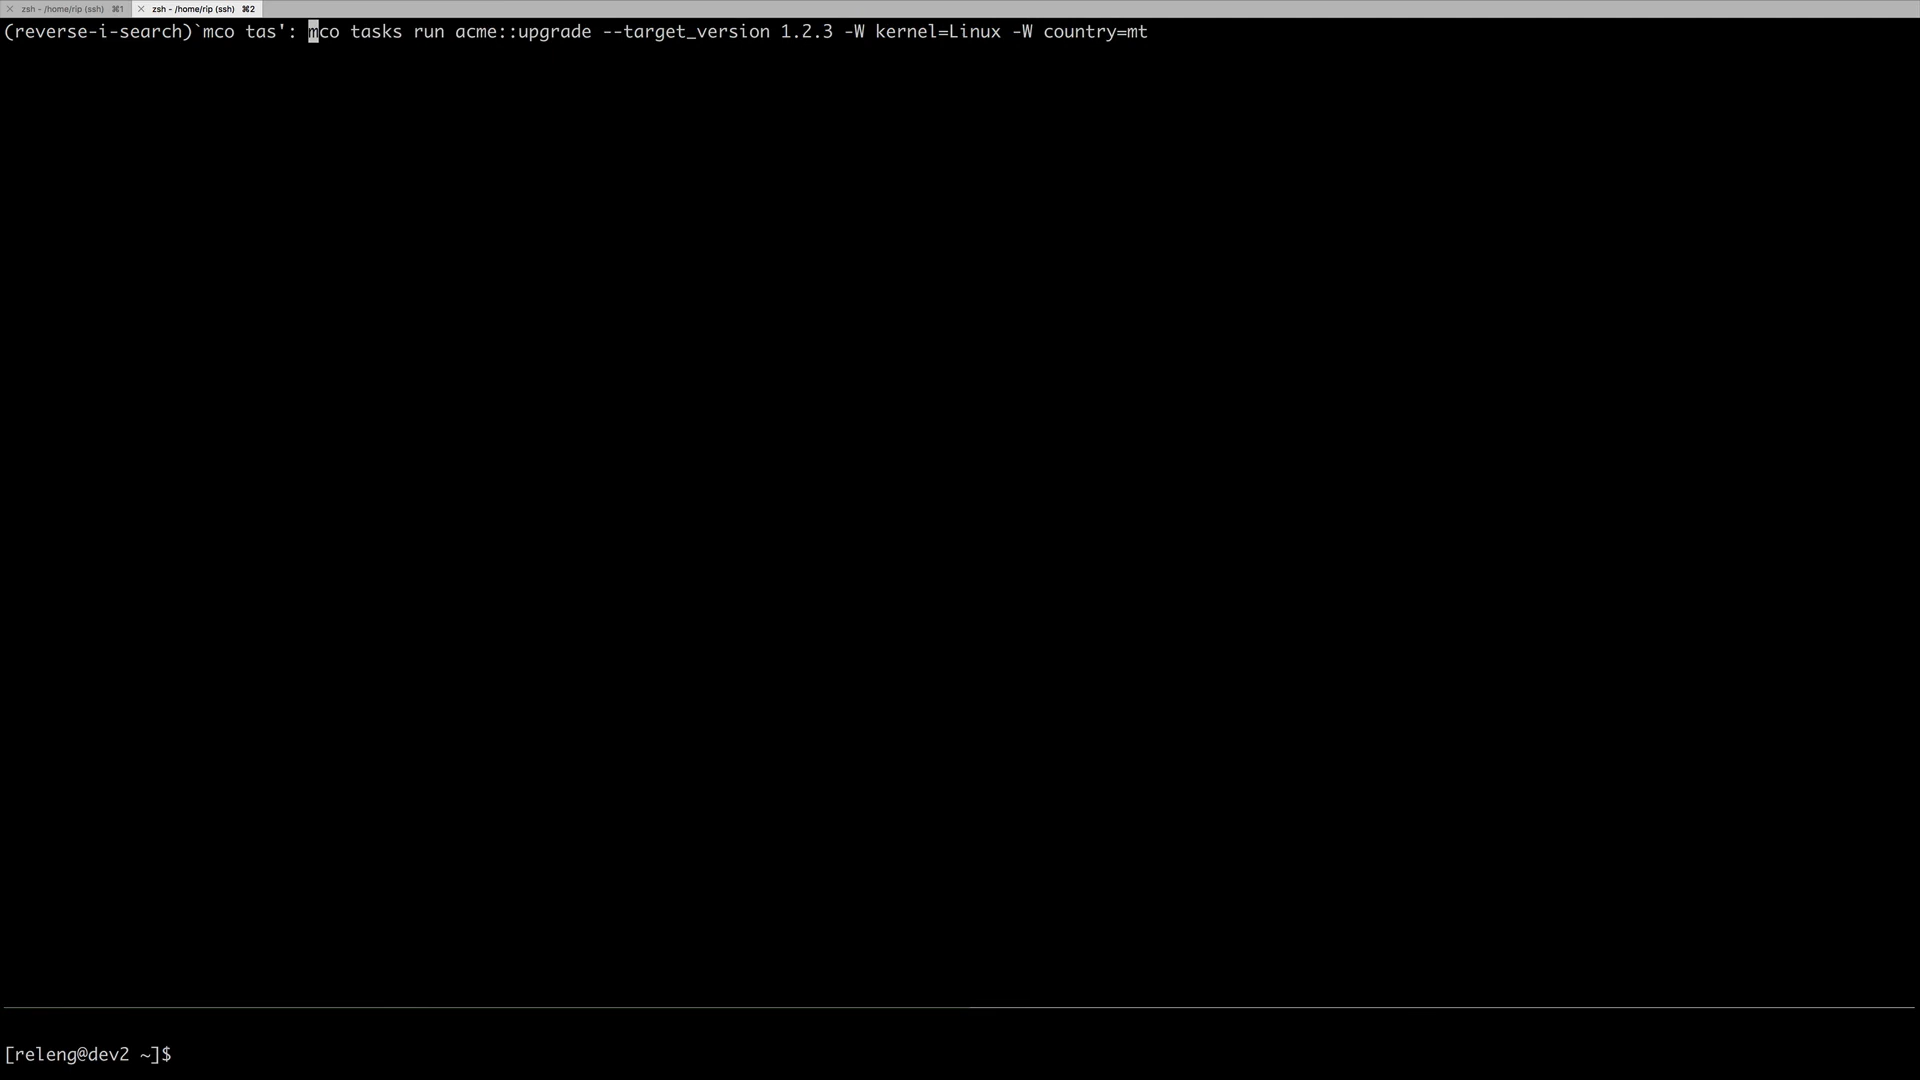 zsh - /home/rip (ssh) ⌘1 zsh - /home/rip (ssh) ⌘2
(reverse-i-search)`mco tas': mco tasks run acme::upgrade --target_version 1.2.3 -W kernel=Linux -W country=mt
[releng@dev2 ~]$